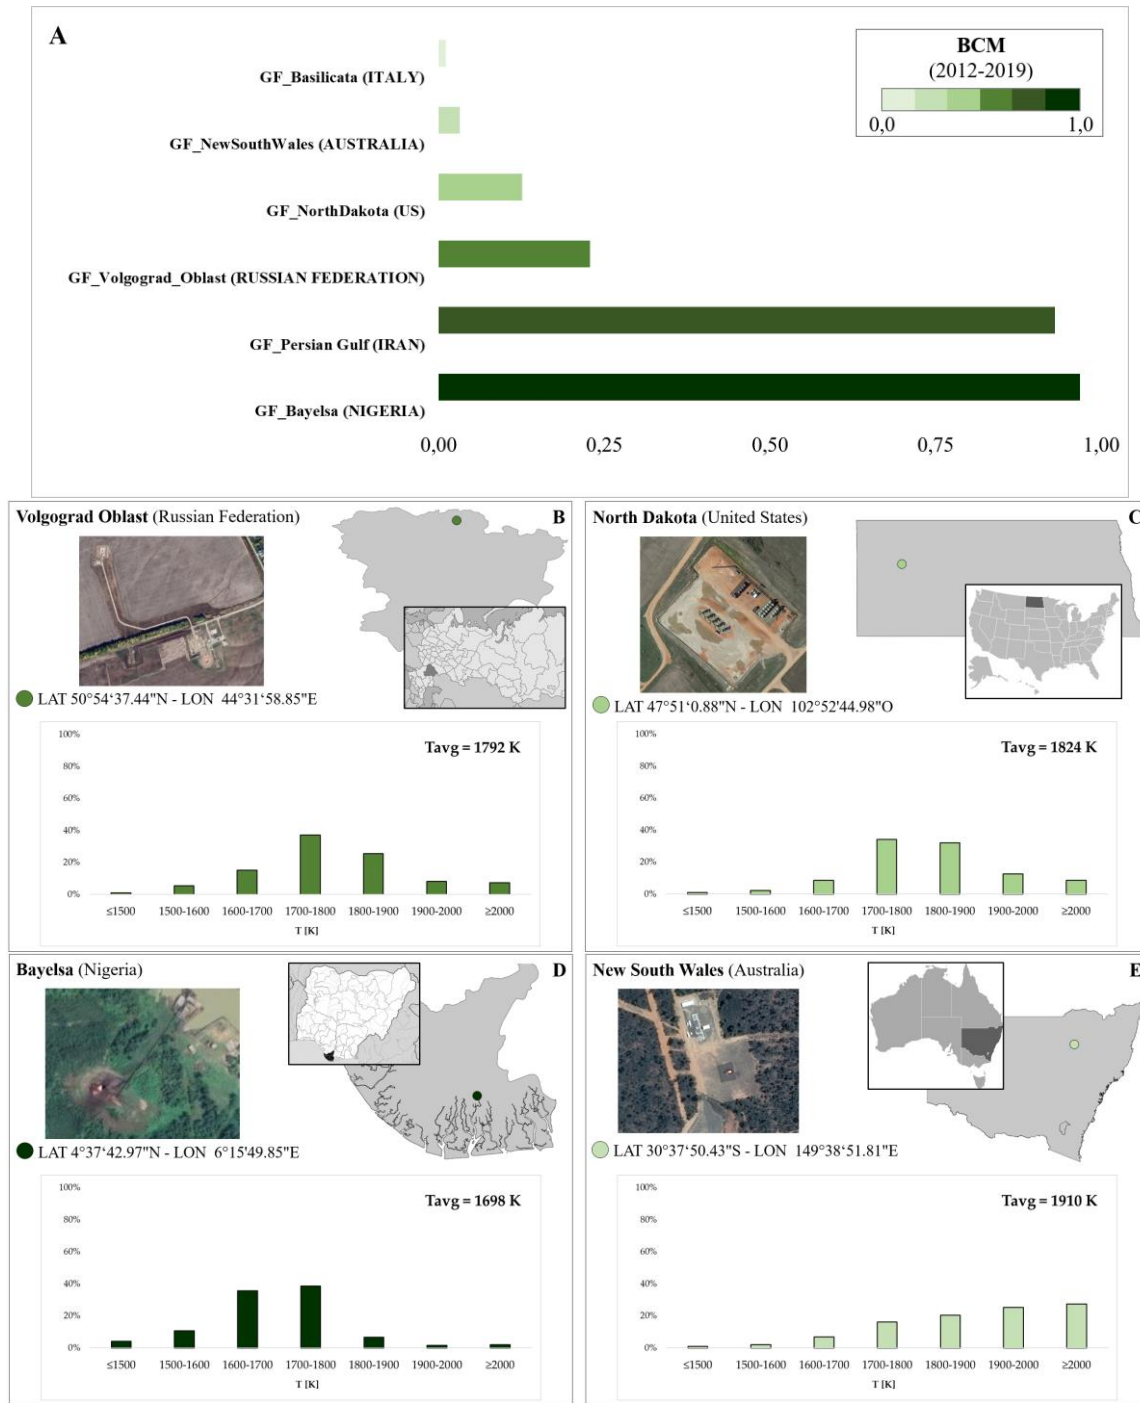 A
BCM
(2012-2019)
0,0 1,0
GF_Basilicata (ITALY)
GF_NewSouthWales (AUSTRALIA)
GF_NorthDakota (US)
GF_Volgograd_Oblast (RUSSIAN FEDERATION)
GF_Persian Gulf (IRAN)
GF_Bayelsa (NIGERIA)
0,00 0,25 0,50 0,75 1,00
Volgograd Oblast (Russian Federation) B
LAT 50°54‘37.44"N - LON 44°31‘58.85"E
Tavg = 1792 K
100%
80%
60%
40%
20%
0%
≤1500 1500-1600 1600-1700 1700-1800 1800-1900 1900-2000 ≥2000
T [K]
North Dakota (United States) C
LAT 47°51‘0.88"N - LON 102°52'44.98"O
Tavg = 1824 K
100%
80%
60%
40%
20%
0%
≤1500 1500-1600 1600-1700 1700-1800 1800-1900 1900-2000 ≥2000
T [K]
Bayelsa (Nigeria) D
LAT 4°37‘42.97"N - LON 6°15'49.85"E
Tavg = 1698 K
100%
80%
60%
40%
20%
0%
≤1500 1500-1600 1600-1700 1700-1800 1800-1900 1900-2000 ≥2000
T [K]
New South Wales (Australia) E
LAT 30°37‘50.43"S - LON 149°38‘51.81"E
Tavg = 1910 K
100%
80%
60%
40%
20%
0%
≤1500 1500-1600 1600-1700 1700-1800 1800-1900 1900-2000 ≥2000
T [K]